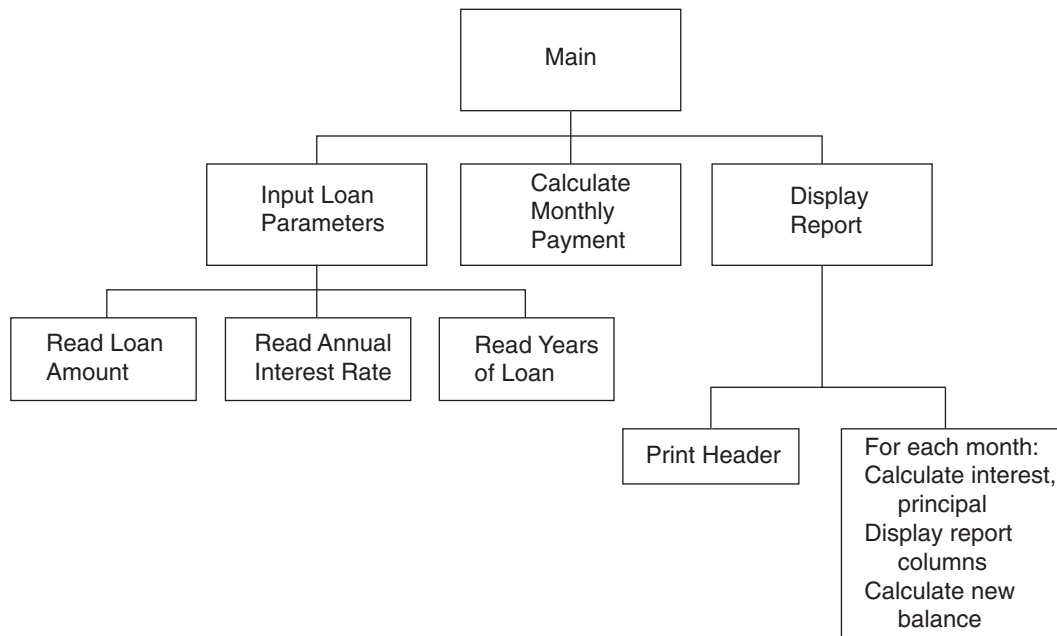 Main
Input Loan
Parameters
Calculate
Monthly
Payment
Display
Report
Read Loan
Amount
Read Annual
Interest Rate
Read Years
of Loan
Print Header
For each month:
Calculate interest,
principal
Display report
columns
Calculate new
balance